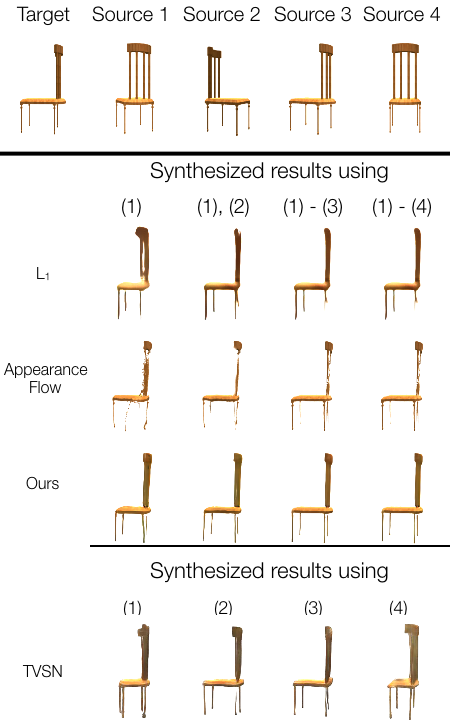 Target Source 1 Source 2 Source 3 Source 4
Synthesized results using
(1) (1), (2) (1) - (3) (1) - (4)
L₁
Appearance
Flow
Ours
Synthesized results using
(1) (2) (3) (4)
TVSN